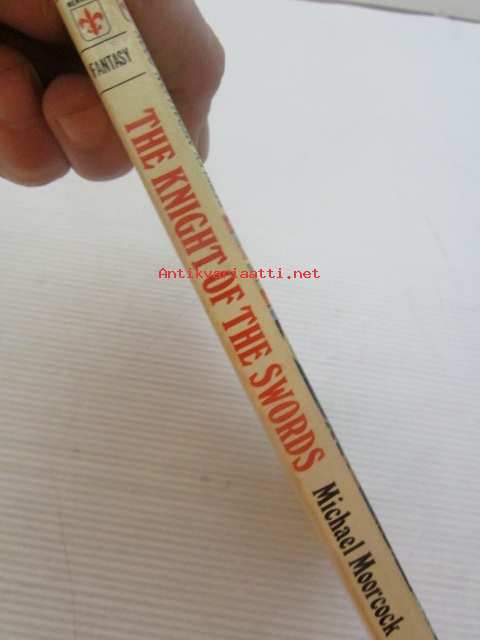 FANTASY
THE KNIGHT OF THE SWORDS
Michael Moorcock
Antikvariaatti.net